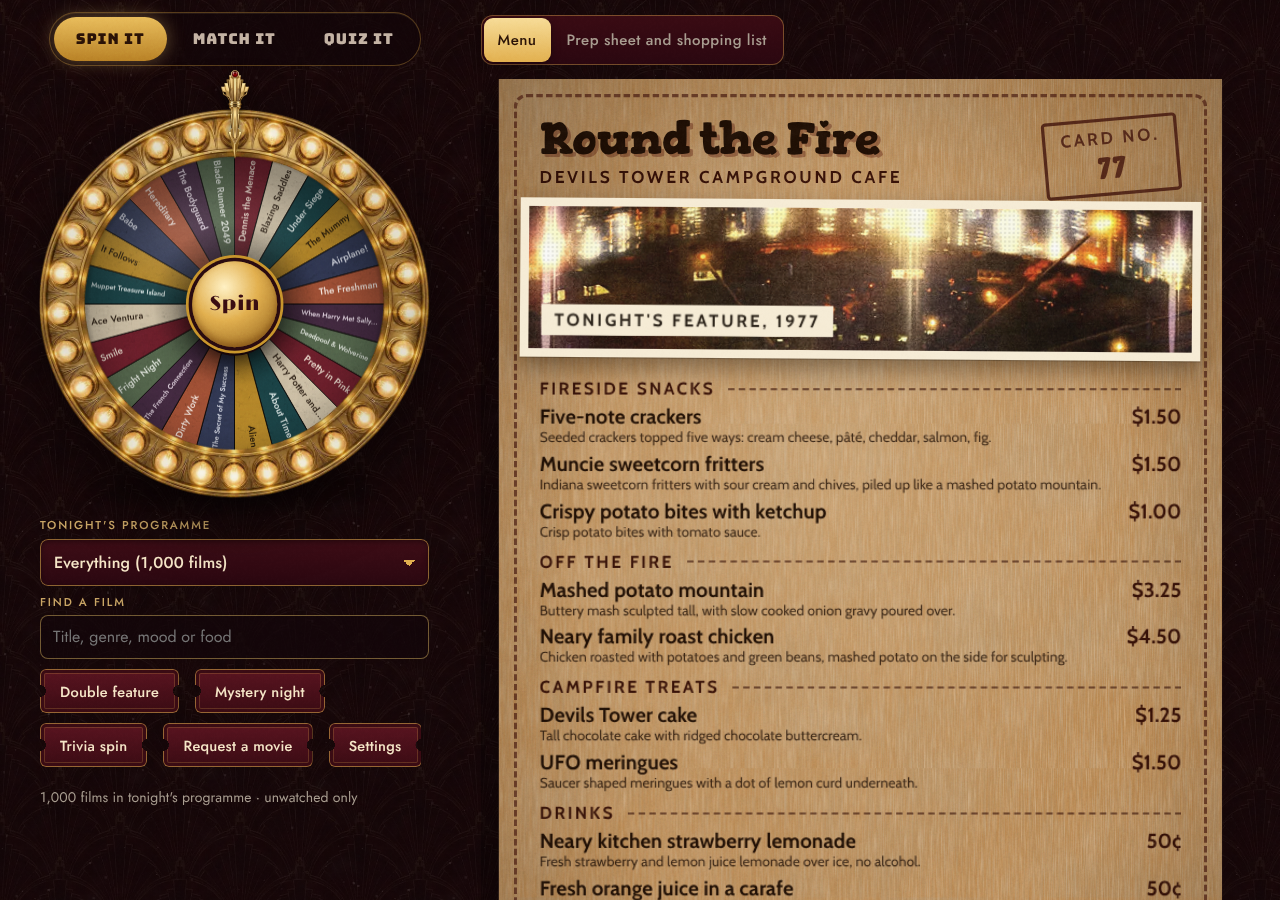 SPIN IT
MATCH IT
QUIZ IT
Menu
Prep sheet and shopping list
Dennis the Menace
Blazing Saddles
Under Siege
The Mummy
Airplane!
The Freshman
When Harry Met Sally...
Deadpool & Wolverine
Pretty in Pink
Harry Potter and...
About Time
Alien
The Secret of My Success
Dirty Work
The French Connection
Fright Night
Smile
Ace Ventura
Muppet Treasure Island
It Follows
Babe
Hereditary
The Bodyguard
Blade Runner 2049
Spin
TONIGHT'S PROGRAMME
Everything (1,000 films)
FIND A FILM
Title, genre, mood or food
Double feature
Mystery night
Trivia spin
Request a movie
Settings
1,000 films in tonight's programme · unwatched only
Round the Fire
DEVILS TOWER CAMPGROUND CAFE
CARD NO.
77
TONIGHT'S FEATURE, 1977
FIRESIDE SNACKS
Five-note crackers $1.50
Seeded crackers topped five ways: cream cheese, pâté, cheddar, salmon, fig.
Muncie sweetcorn fritters $1.50
Indiana sweetcorn fritters with sour cream and chives, piled up like a mashed potato mountain.
Crispy potato bites with ketchup $1.00
Crisp potato bites with tomato sauce.
OFF THE FIRE
Mashed potato mountain $3.25
Buttery mash sculpted tall, with slow cooked onion gravy poured over.
Neary family roast chicken $4.50
Chicken roasted with potatoes and green beans, mashed potato on the side for sculpting.
CAMPFIRE TREATS
Devils Tower cake $1.25
Tall chocolate cake with ridged chocolate buttercream.
UFO meringues $1.50
Saucer shaped meringues with a dot of lemon curd underneath.
DRINKS
Neary kitchen strawberry lemonade 50¢
Fresh strawberry and lemon juice lemonade over ice, no alcohol.
Fresh orange juice in a carafe 50¢